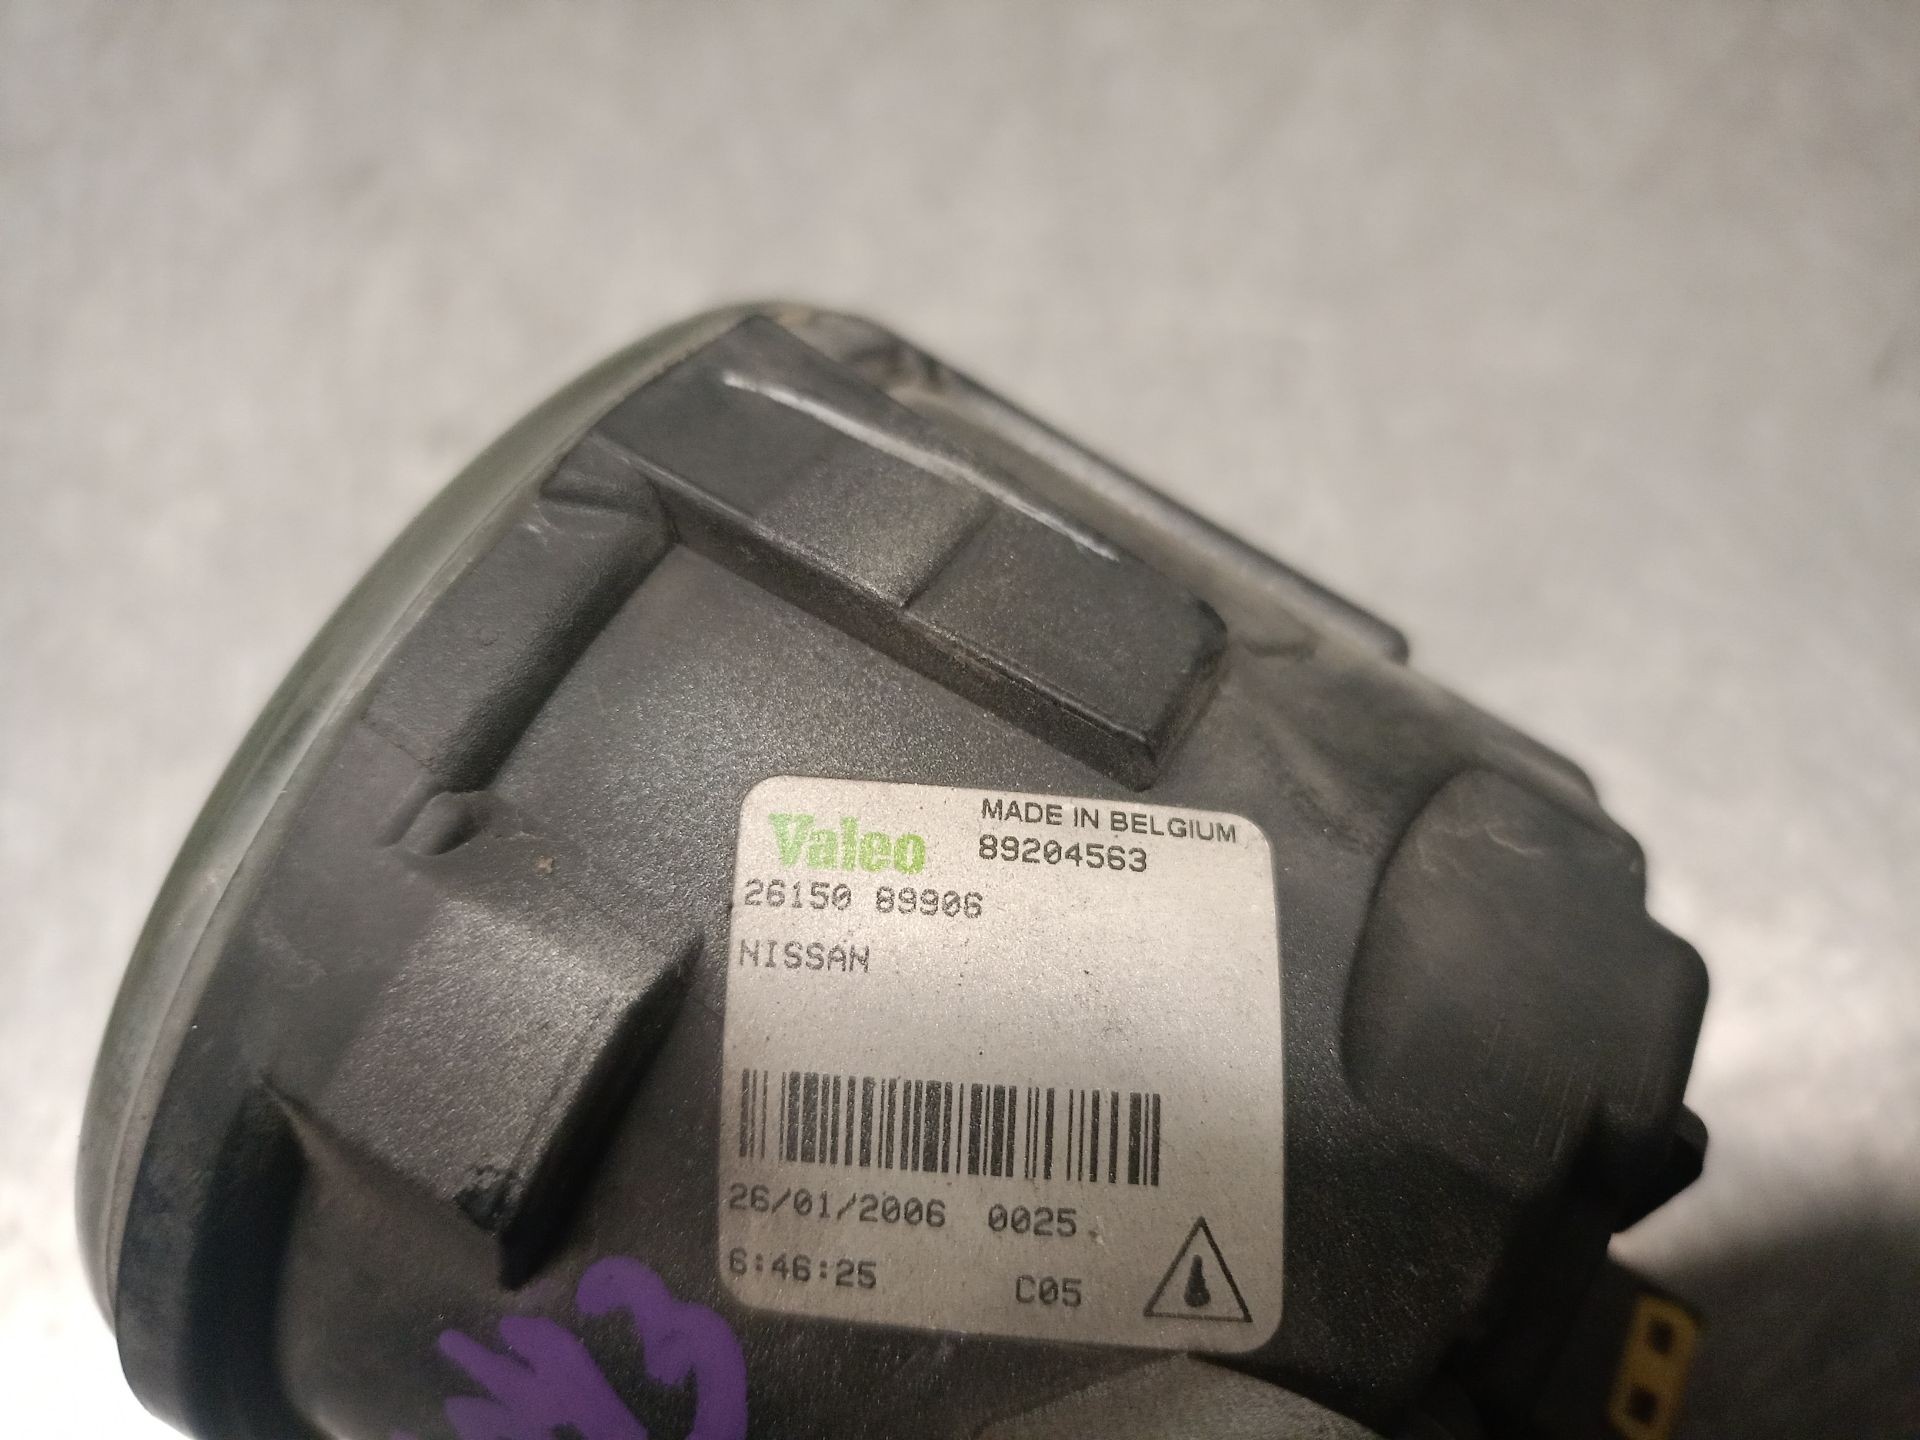 Valeo MADE IN BELGIUM
89204563
26150 89906
NISSAN
26/01/2006 0025
6:46:25 C05